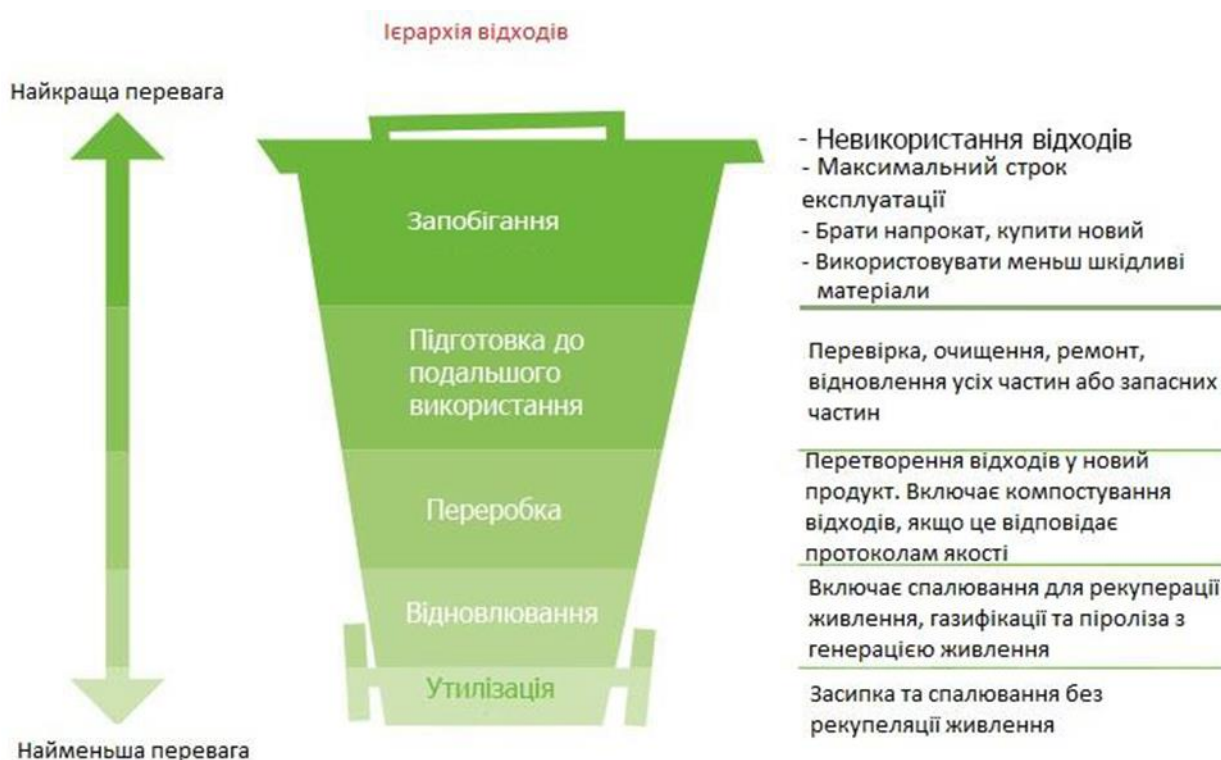 Ієрархія відходів
Найкраща перевага
- Невикористання відходів
- Максимальний строк
експлуатації
- Брати напрокат, купити новий
- Використовувати меньш шкідливі
матеріали
Запобігання
Підготовка до
подальшого
використання
Перевірка, очищення, ремонт,
відновлення усіх частин або запасних
частин
Переробка
Перетворення відходів у новий
продукт. Включає компостування
відходів, якщо це відповідає
протоколам якості
Відновлювання
Включає спалювання для рекуперації
живлення, газифікації та піроліза з
генерацією живлення
Утилізація
Засипка та спалювання без
рекупеляції живлення
Найменьша перевага